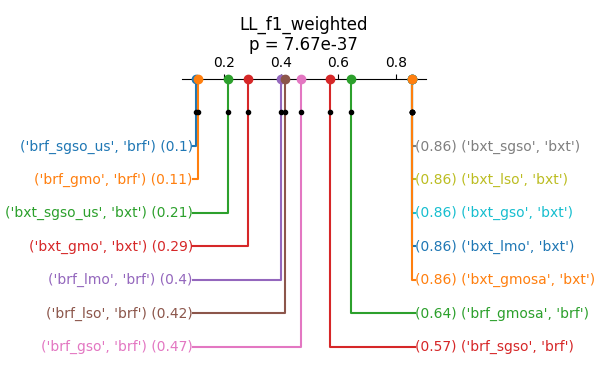 LL_f1_weighted
p = 7.67e-37
0.2 0.4 0.6 0.8
('brf_sgso_us', 'brf') (0.1) (0.86) ('bxt_sgso', 'bxt')
('brf_gmo', 'brf') (0.11) (0.86) ('bxt_lso', 'bxt')
('bxt_sgso_us', 'bxt') (0.21) (0.86) ('bxt_gso', 'bxt')
('bxt_gmo', 'bxt') (0.29) (0.86) ('bxt_lmo', 'bxt')
('brf_lmo', 'brf') (0.4) (0.86) ('bxt_gmosa', 'bxt')
('brf_lso', 'brf') (0.42) (0.64) ('brf_gmosa', 'brf')
('brf_gso', 'brf') (0.47) (0.57) ('brf_sgso', 'brf')